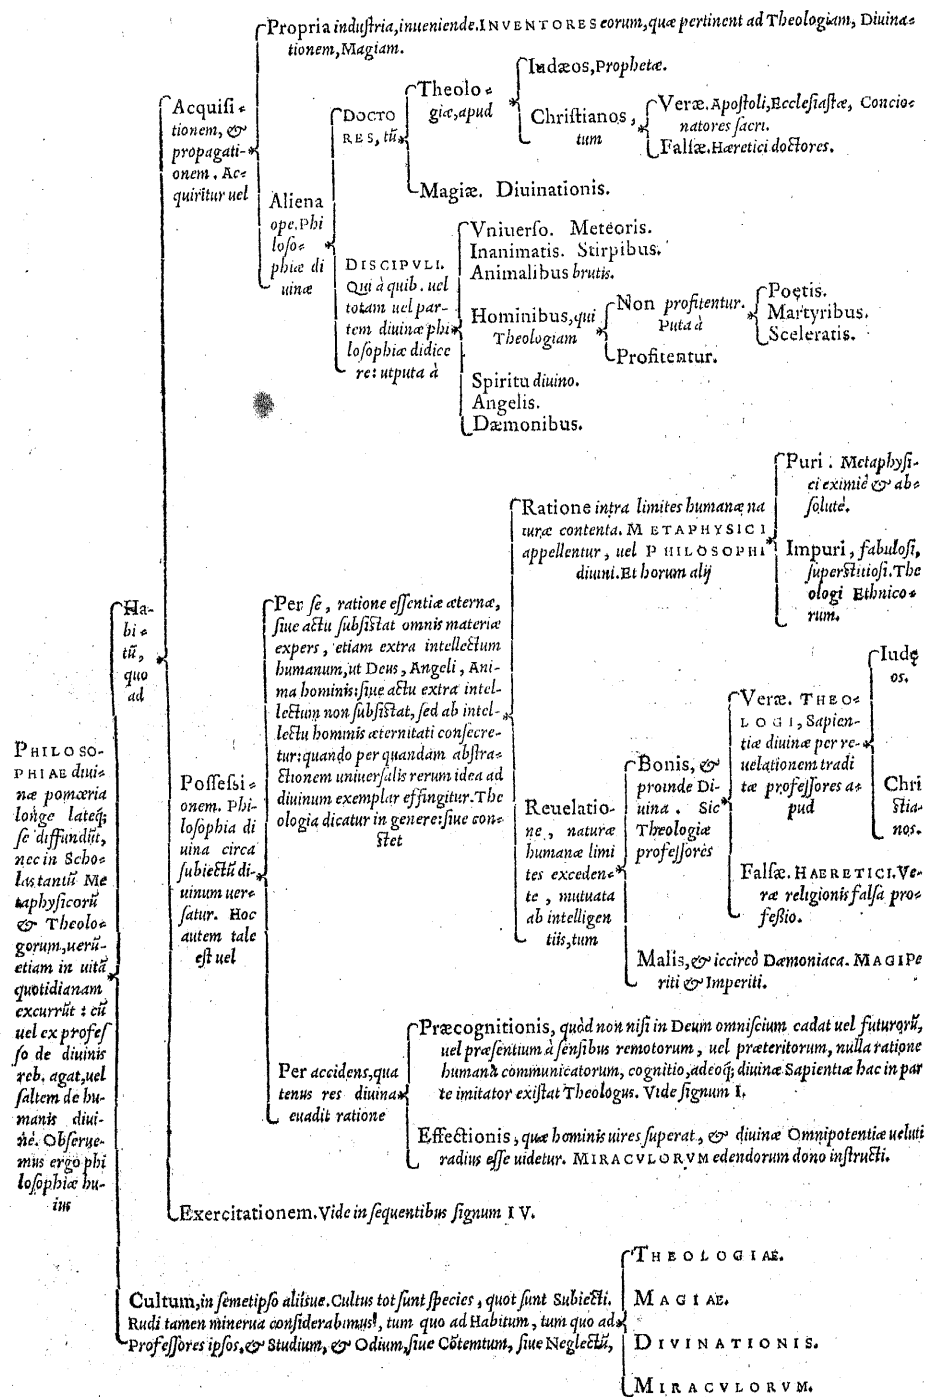 Propria industria, inueniende. INVENTORES eorum, quæ pertinent ad Theologiam, Diuina-
tionem, Magiam.
Acquisi-
tionem, &
propagati-
onem. Ac-
quiritur uel
Aliena
ope. Phi
loso-
phiæ di
uinæ
DOCTO
RES, tū
Theolo-
giæ, apud
Iudæos, Prophetæ.
Christianos,
tum
Veræ. Apostoli, Ecclesiastæ, Concio-
natores sacri.
Falsæ. Hæretici doctores.
Magiæ. Diuinationis.
DISCIPVLI.
Qui à quib. uel
totam uel par-
tem diuinæ phi
losophiæ didice
re: utputa à
Vniuerso. Meteoris.
Inanimatis. Stirpibus.
Animalibus brutis.
Hominibus, qui
Theologiam
Non profitentur.
Puta à
Poetis.
Martyribus.
Sceleratis.
Profitentur.
Spiritu diuino.
Angelis.
Dæmonibus.
PHILOSO-
PHIAE diui-
næ pomœria
longe lateq;
se diffundūt,
nec in Scho-
las tantū Me
taphysicorū
& Theolo-
gorum, uerū-
etiam in uitā
quotidianam
excurrūt: cū
uel ex profes
so de diuinis
reb. agat, uel
saltem de hu-
manis diui-
nè. Obserue-
mus ergo phi
losophiæ hu-
ius
Ha-
bi-
tū,
quo
ad
Possessi-
onem. Phi-
losophia di
uina circa
subiectū di-
uinum uer-
satur. Hoc
autem tale
est uel
Per se, ratione essentiæ æternæ,
siue actu subsistat omnis materiæ
expers, etiam extra intellectum
humanum, ut Deus, Angeli, Ani-
ma hominis: siue actu extra intel-
lectum non subsistat, sed ab intel-
lectu hominis æternitati consecre-
tur: quando per quandam abstra-
ctionem uniuersalis rerum idea ad
diuinum exemplar effingitur. The
ologia dicatur in genere: siue con-
stet
Ratione intra limites humanæ na
turæ contenta. METAPHYSICI
appellentur, uel PHILOSOPHI
diuini. Et horum alij
Puri. Metaphysi-
ci eximiè & ab-
solutè.
Impuri, fabulosi,
superstitiosi. The
ologi Ethnico-
rum.
Reuelatio-
ne, naturæ
humanæ limi
tes exceden-
te, mutuata
ab intelligen
tiis, tum
Bonis, &
proinde Di-
uina. Sic
Theologiæ
professores
Veræ. THEO-
LOGI, Sapien-
tiæ diuinæ per re-
uelationem tradi
tæ professores a-
pud
Iudę
os.
Chri
stia-
nos.
Falsæ. HAERETICI. Ve-
ræ religionis falsa pro-
fessio.
Malis, & iccircò Dæmoniaca. MAGI Pe
riti & Imperiti.
Per accidens, qua
tenus res diuina
euadit ratione
Præcognitionis, quòd non nisi in Deum omniscium cadat uel futurorū,
uel præsentium à sensibus remotorum, uel præteritorum, nulla ratione
humana communicatorum, cognitio, adeoq; diuinæ Sapientiæ hac in par
te imitator existat Theologus. Vide signum I.
Effectionis, quæ hominis uires superat, & diuinæ Omnipotentiæ ueluti
radius esse uidetur. MIRACVLORVM edendorum dono instructi.
Exercitationem. Vide in sequentibus signum IV.
Cultum, in semetipso aliisue. Cultus tot sunt species, quot sunt Subiecti.
Rudi tamen minerua considerabimus, tum quo ad Habitum, tum quo ad
Professores ipsos, & Studium, & Odium, siue Cōtemtum, siue Neglectū,
THEOLOGIAE.
MAGIAE.
DIVINATIONIS.
MIRACVLORVM.